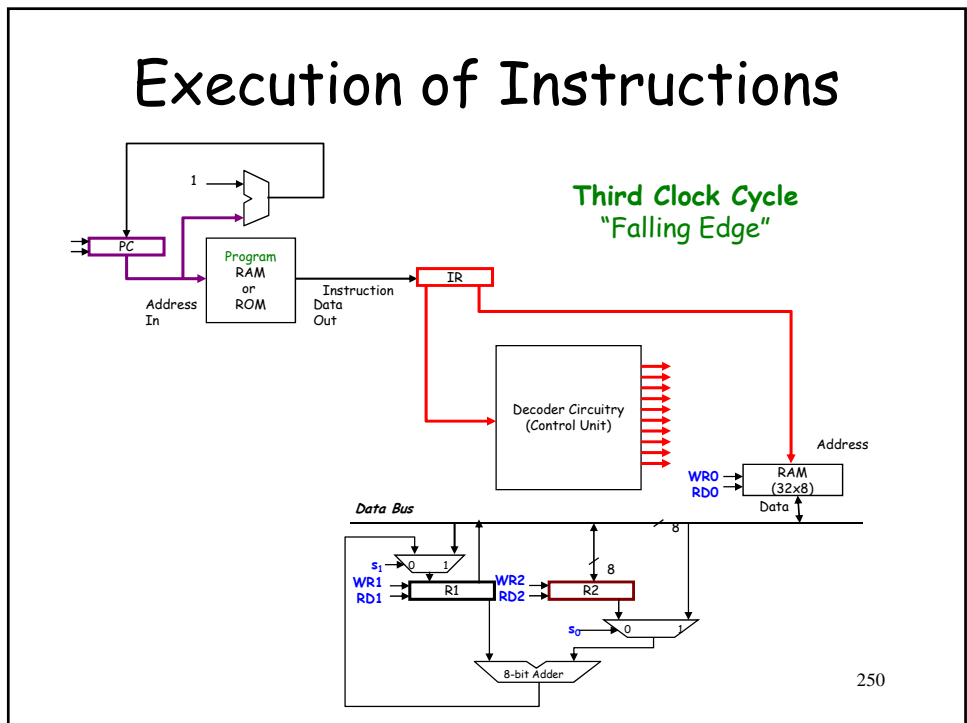 Execution of Instructions
Third Clock Cycle
"Falling Edge"
1
PC
Program
RAM
or
ROM
Address
In
Instruction
Data
Out
IR
Decoder Circuitry
(Control Unit)
Address
WR0
RD0
RAM
(32x8)
Data
Data Bus
8
s1
0
1
WR1
RD1
R1
WR2
RD2
R2
8
s0
0
1
8-bit Adder
250